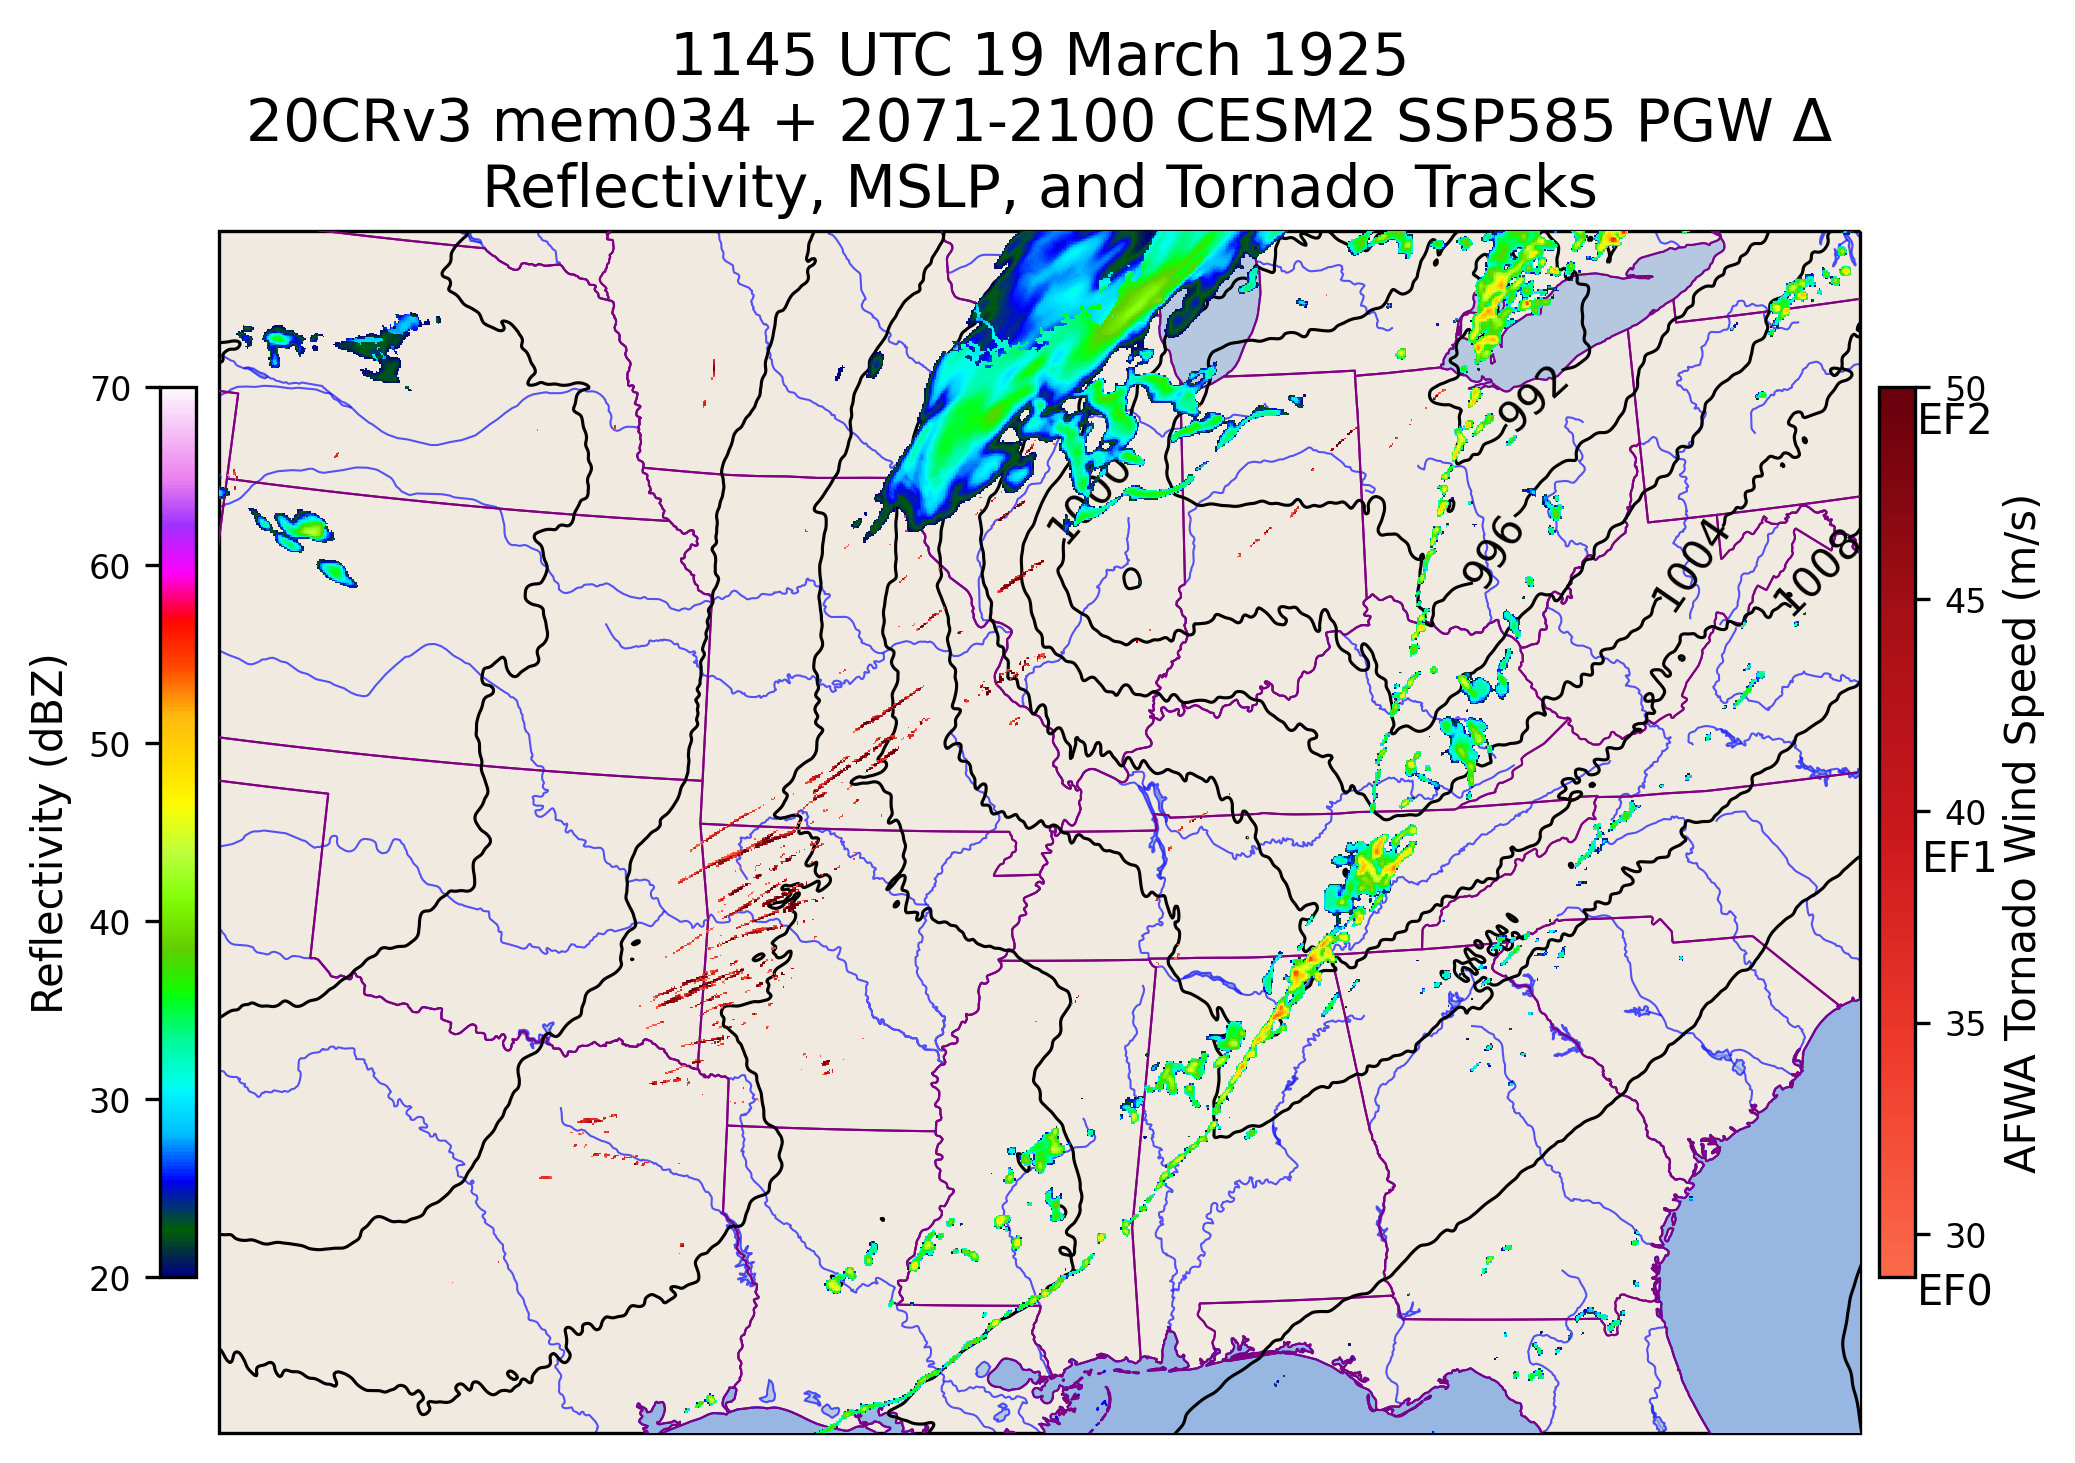 1145 UTC 19 March 1925
20CRv3 mem034 + 2071-2100 CESM2 SSP585 PGW Δ
Reflectivity, MSLP, and Tornado Tracks
Reflectivity (dBZ)
70
60
50
40
30
20
992
1000
996
1004
1008
50
EF2
45
40
EF1
35
30
EF0
AFWA Tornado Wind Speed (m/s)